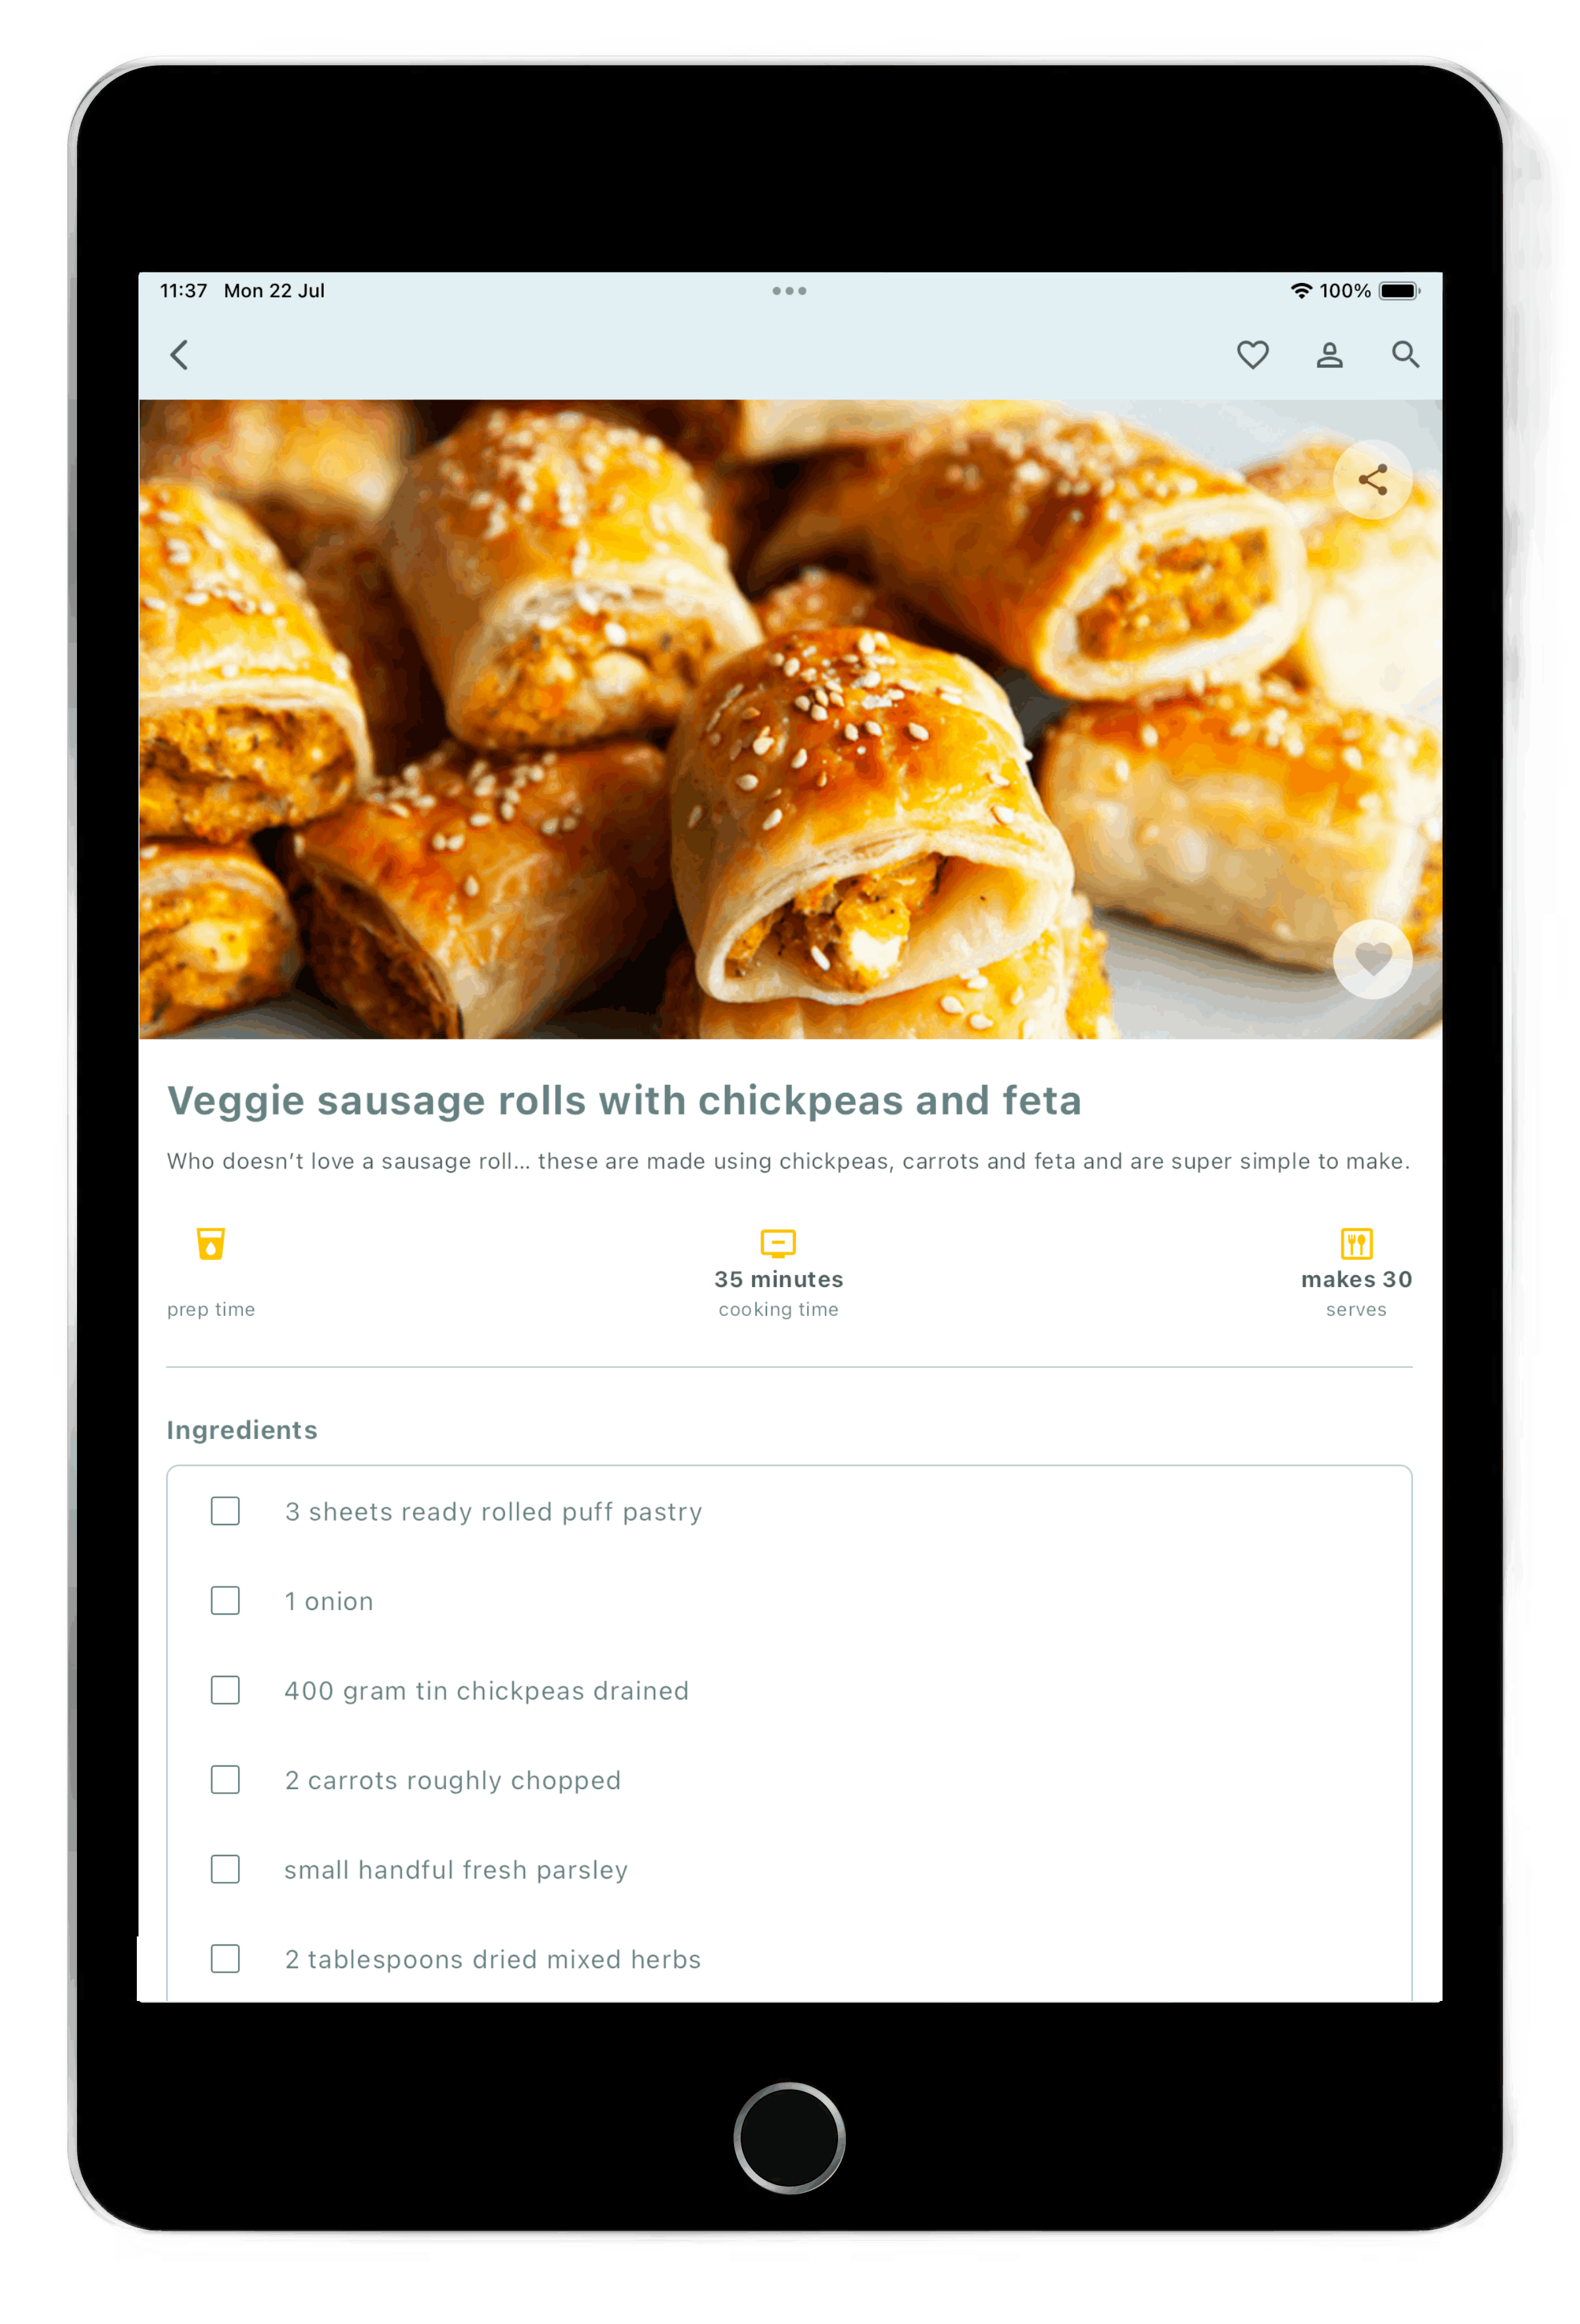 11:37 Mon 22 Jul 100%
Veggie sausage rolls with chickpeas and feta
Who doesn’t love a sausage roll... these are made using chickpeas, carrots and feta and are super simple to make.
35 minutes makes 30
prep time cooking time serves
Ingredients
3 sheets ready rolled puff pastry
1 onion
400 gram tin chickpeas drained
2 carrots roughly chopped
small handful fresh parsley
2 tablespoons dried mixed herbs